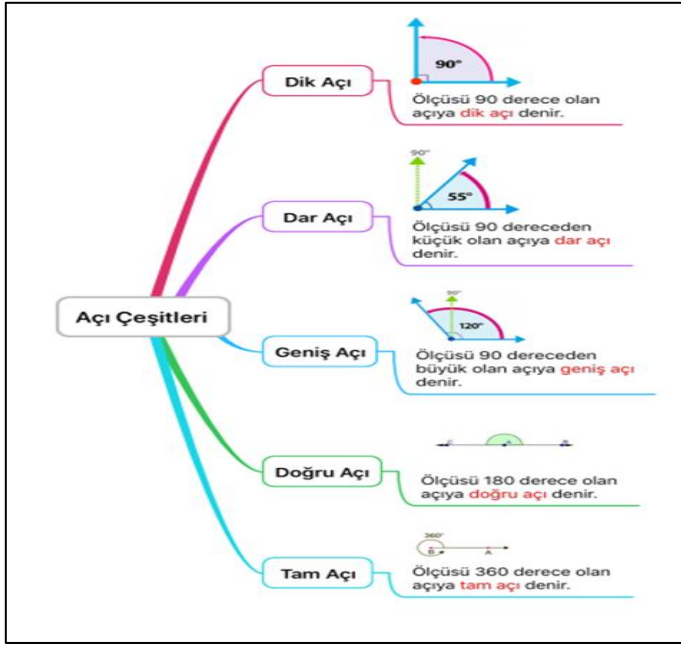 Açı Çeşitleri
Dik Açı
90°
Ölçüsü 90 derece olan
açıya dik açı denir.
Dar Açı
90°
55°
Ölçüsü 90 dereceden
küçük olan açıya dar açı
denir.
Geniş Açı
90°
120°
Ölçüsü 90 dereceden
büyük olan açıya geniş açı
denir.
Doğru Açı
C A B
Ölçüsü 180 derece olan
açıya doğru açı denir.
Tam Açı
360°
B A
Ölçüsü 360 derece olan
açıya tam açı denir.